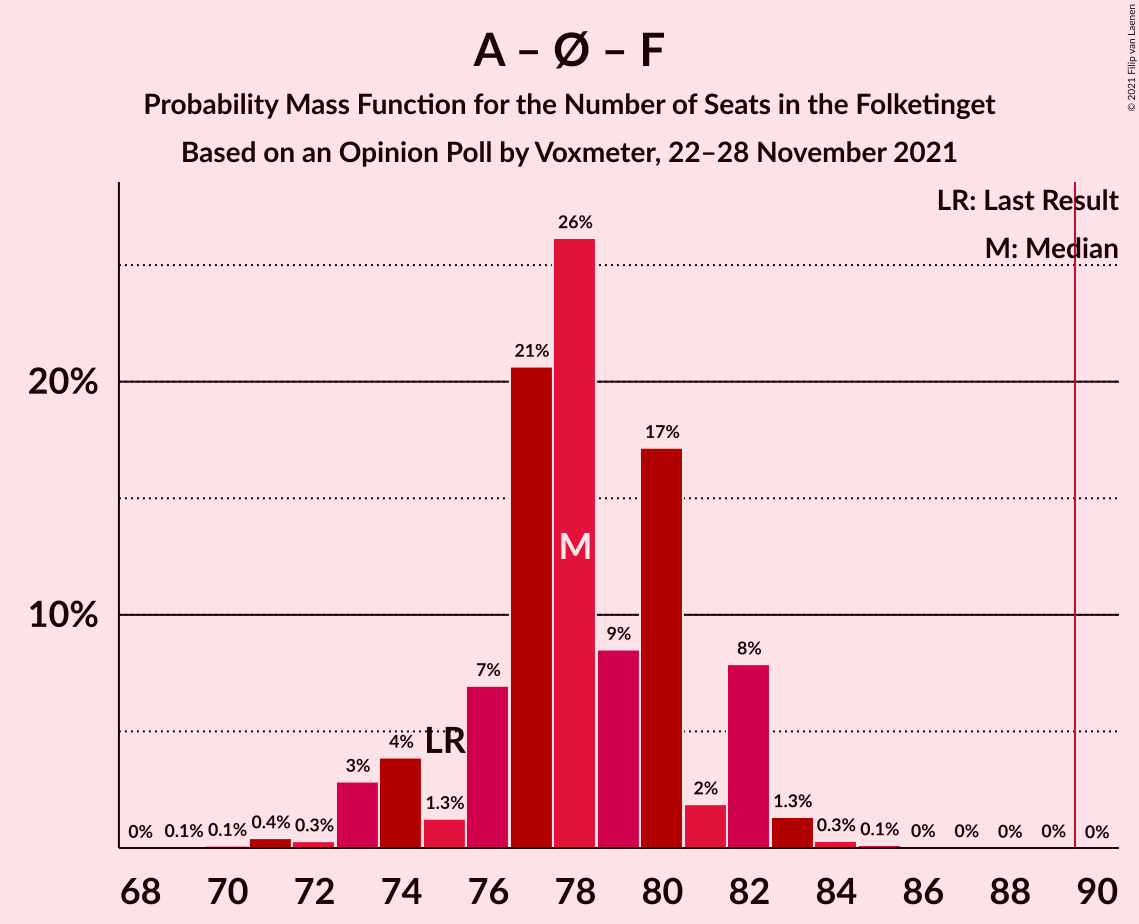 A – Ø – F
Probability Mass Function for the Number of Seats in the Folketinget
Based on an Opinion Poll by Voxmeter, 22–28 November 2021
© 2021 Filip van Laenen
LR: Last Result
M: Median
20%
10%
0%
0.1%
0.1%
0.4%
0.3%
3%
4%
LR
1.3%
7%
21%
26%
M
9%
17%
2%
8%
1.3%
0.3%
0.1%
0%
0%
0%
0%
0%
68 70 72 74 76 78 80 82 84 86 88 90